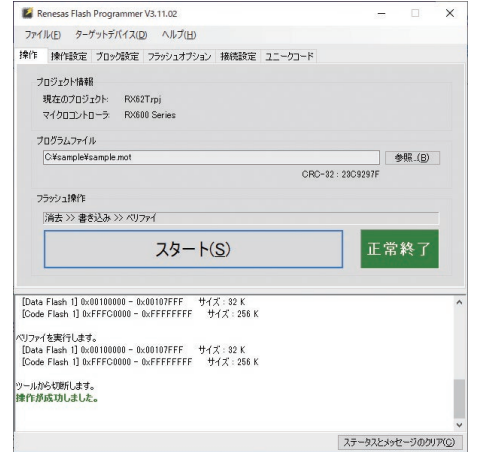 Renesas Flash Programmer V3.11.02
ファイル(F) ターゲットデバイス(D) ヘルプ(H)
操作 操作設定 ブロック設定 フラッシュオプション 接続設定 ユニークコード
プロジェクト情報
現在のプロジェクト: RX62T.rpj
マイクロコントローラ: RX600 Series
プログラムファイル
C:¥sample¥sample.mot 参照...(B)
CRC-32 : 23C9297F
フラッシュ操作
消去 >> 書き込み >> ベリファイ
スタート(S) 正常終了
[Data Flash 1] 0x00100000 - 0x00107FFF サイズ : 32 K
[Code Flash 1] 0xFFFC0000 - 0xFFFFFFFF サイズ : 256 K
ベリファイを実行します。
[Data Flash 1] 0x00100000 - 0x00107FFF サイズ : 32 K
[Code Flash 1] 0xFFFC0000 - 0xFFFFFFFF サイズ : 256 K
ツールから切断します。
操作が成功しました。
ステータスとメッセージのクリア(C)